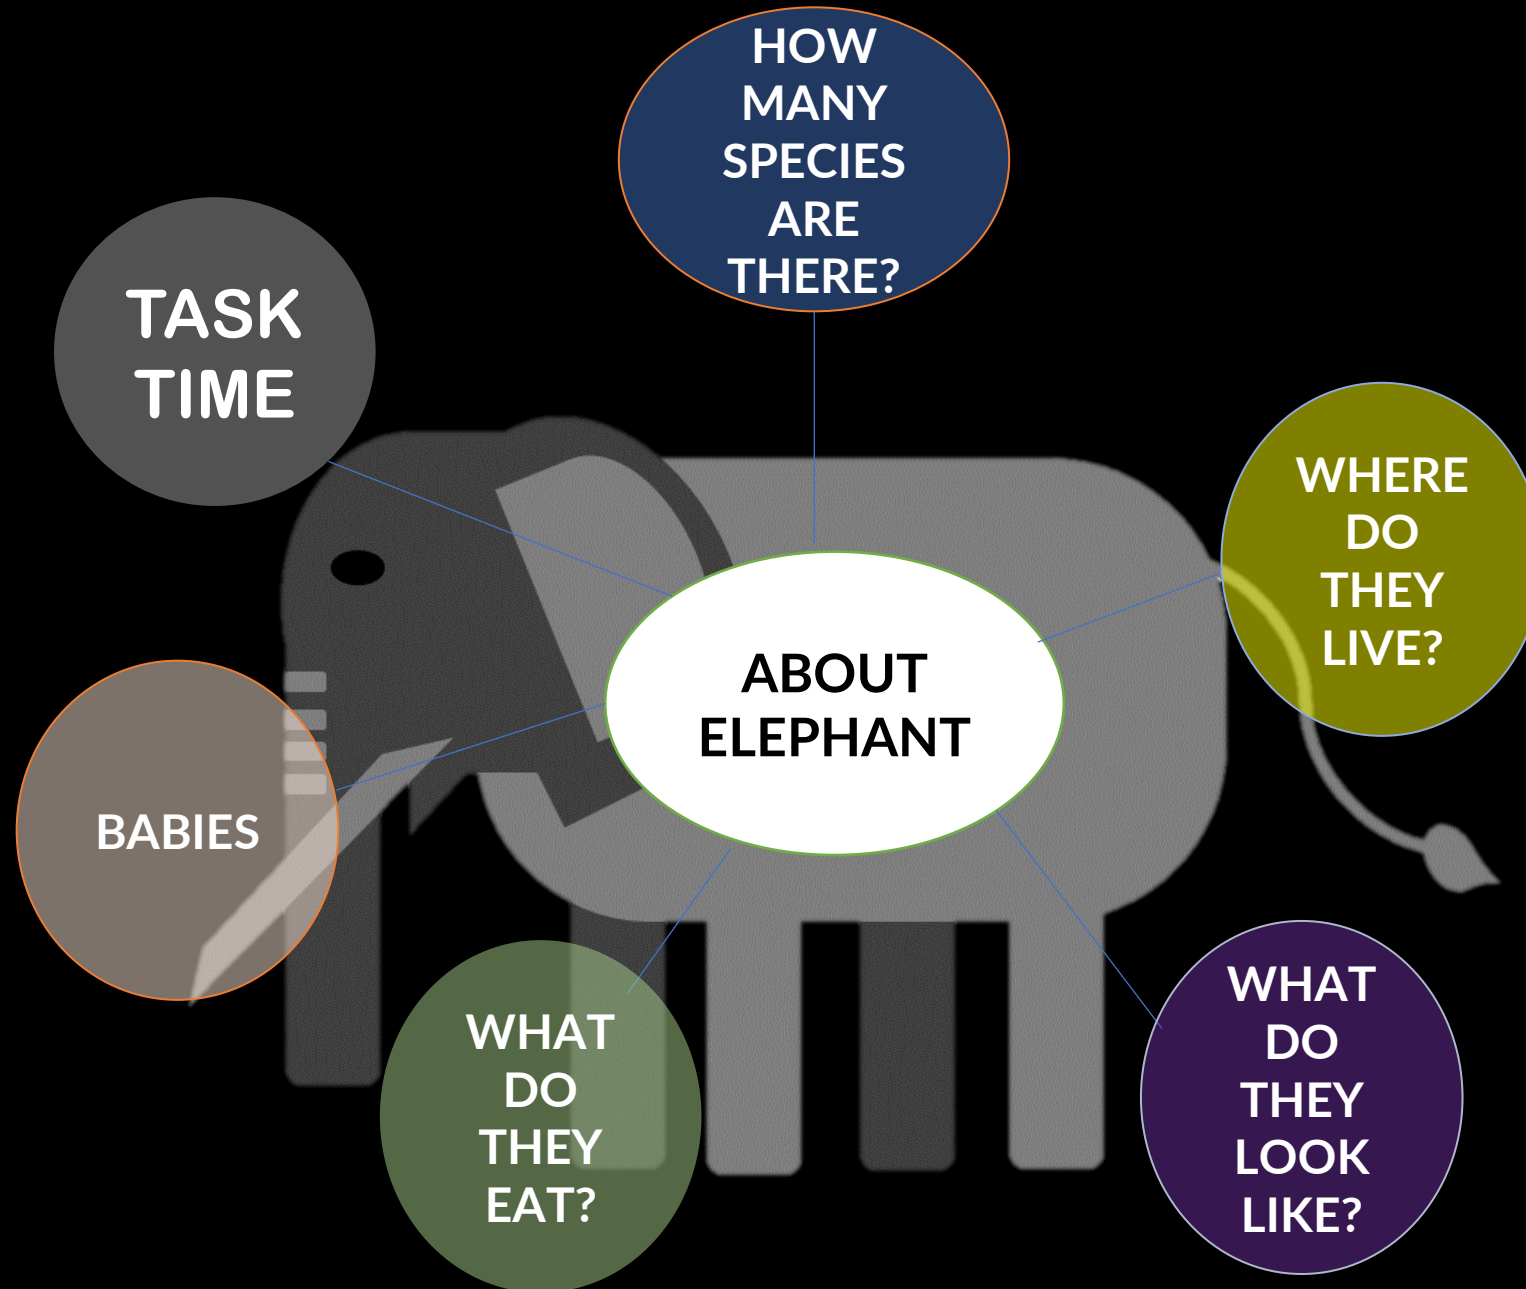 HOW
MANY
SPECIES
ARE
THERE?
TASK
TIME
WHERE
DO
THEY
LIVE?
ABOUT
ELEPHANT
BABIES
WHAT
DO
THEY
EAT?
WHAT
DO
THEY
LOOK
LIKE?